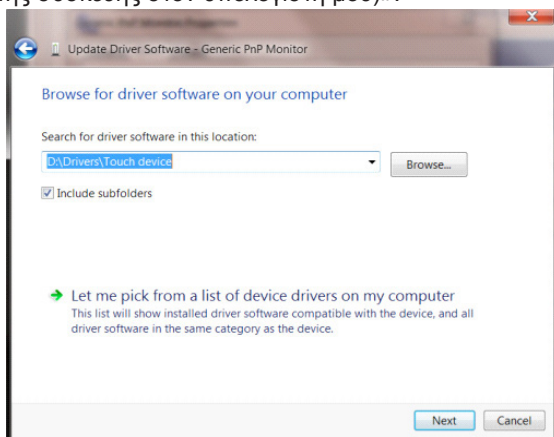 στον υπολογιστή μου)».
Update Driver Software - Generic PnP Monitor
Browse for driver software on your computer
Search for driver software in this location:
D:\Drivers\Touch device
Browse...
Include subfolders
Let me pick from a list of device drivers on my computer
This list will show installed driver software compatible with the device, and all
driver software in the same category as the device.
Next Cancel